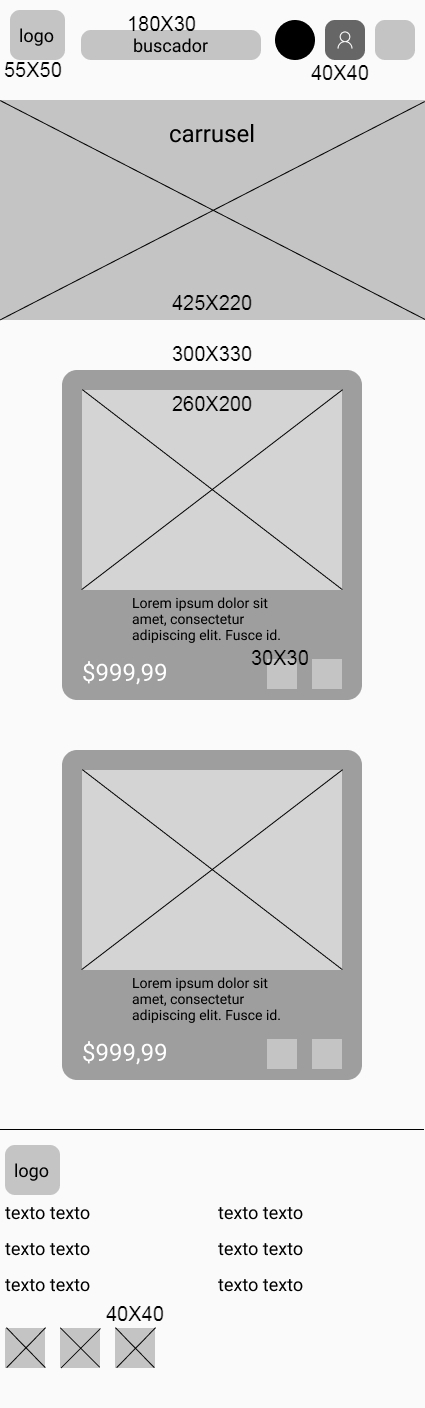 logo
180X30
buscador
55X50
40X40
carrusel
425X220
300X330
260X200
Lorem ipsum dolor sit
amet, consectetur
adipiscing elit. Fusce id.
30X30
$999,99
Lorem ipsum dolor sit
amet, consectetur
adipiscing elit. Fusce id.
$999,99
logo
texto texto
texto texto
texto texto
texto texto
texto texto
texto texto
40X40